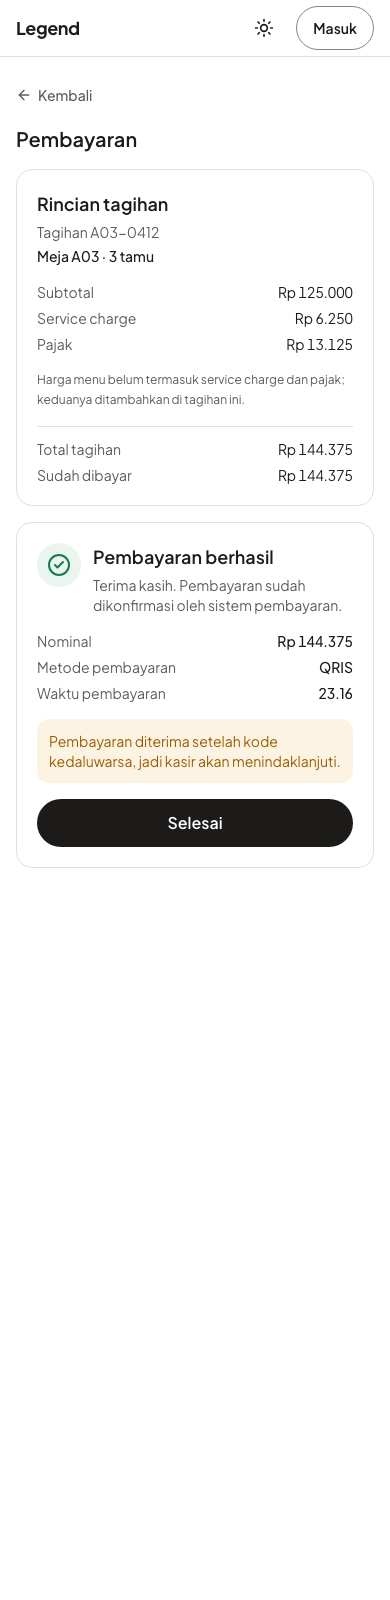 Legend
Masuk
Kembali
Pembayaran
Rincian tagihan
Tagihan A03-0412
Meja A03 · 3 tamu
Subtotal Rp 125.000
Service charge Rp 6.250
Pajak Rp 13.125
Harga menu belum termasuk service charge dan pajak;
keduanya ditambahkan di tagihan ini.
Total tagihan Rp 144.375
Sudah dibayar Rp 144.375
Pembayaran berhasil
Terima kasih. Pembayaran sudah
dikonfirmasi oleh sistem pembayaran.
Nominal Rp 144.375
Metode pembayaran QRIS
Waktu pembayaran 23.16
Pembayaran diterima setelah kode
kedaluwarsa, jadi kasir akan menindaklanjuti.
Selesai